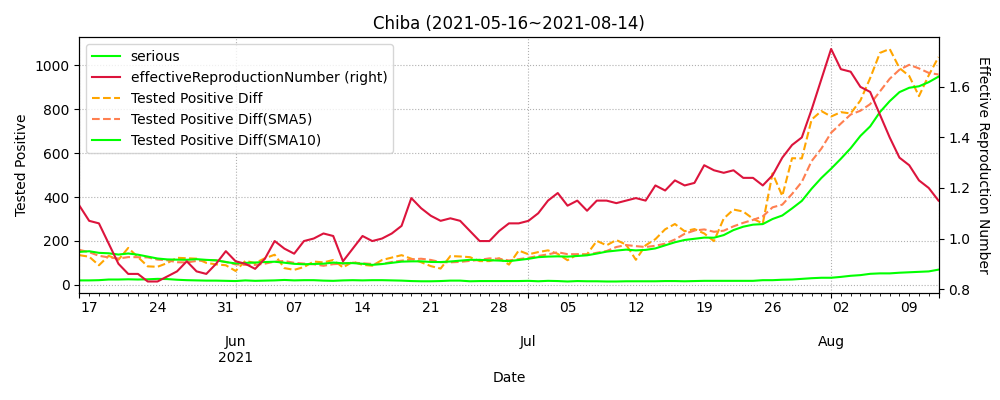 Chiba (2021-05-16~2021-08-14)
serious
effectiveReproductionNumber (right)
Tested Positive Diff
Tested Positive Diff(SMA5)
Tested Positive Diff(SMA10)
Tested Positive
1000
800
600
400
200
0
Effective Reproduction Number
1.6
1.4
1.2
1.0
0.8
17 24 31 07 14 21 28 05 12 19 26 02 09
Jun Jul Aug
2021
Date